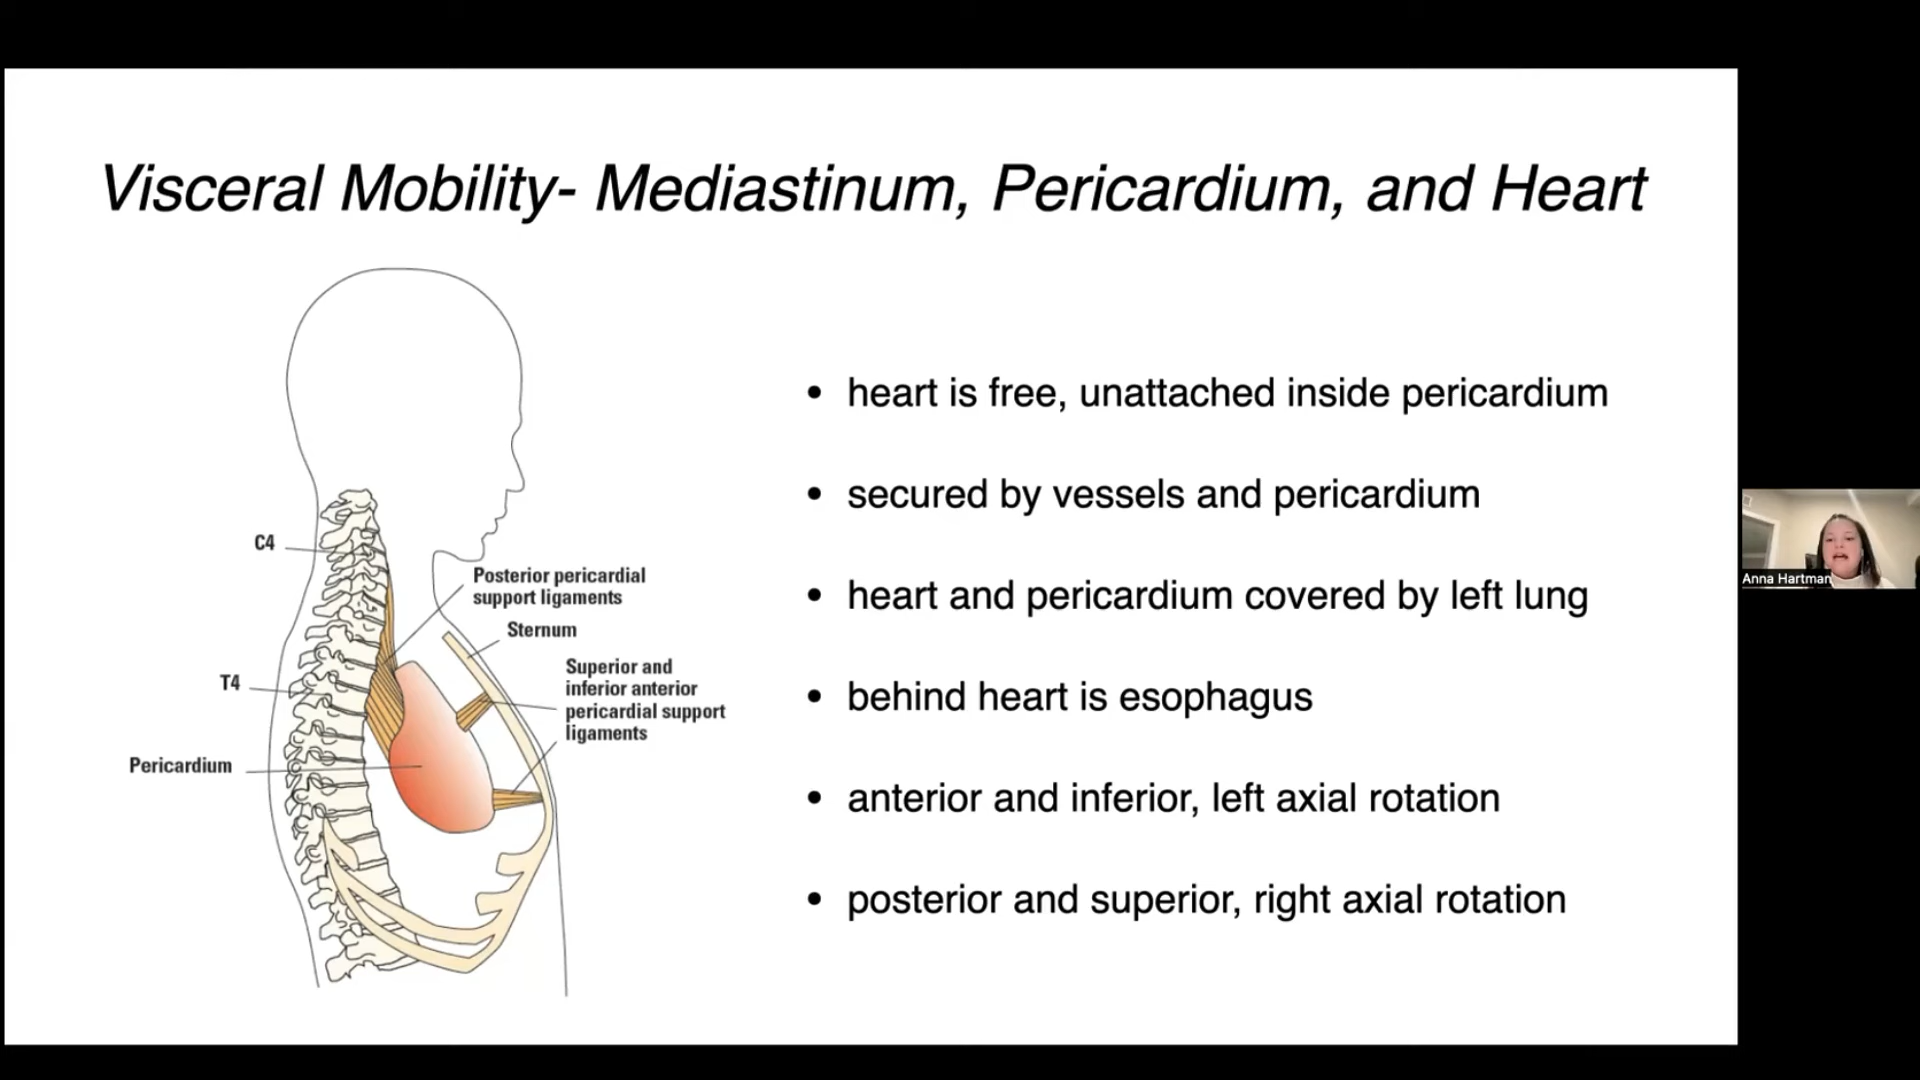 Visceral Mobility- Mediastinum, Pericardium, and Heart
C4
T4
Pericardium
Posterior pericardial
support ligaments
Sternum
Superior and
inferior anterior
pericardial support
ligaments
• heart is free, unattached inside pericardium
• secured by vessels and pericardium
• heart and pericardium covered by left lung
• behind heart is esophagus
• anterior and inferior, left axial rotation
• posterior and superior, right axial rotation
Anna Hartman